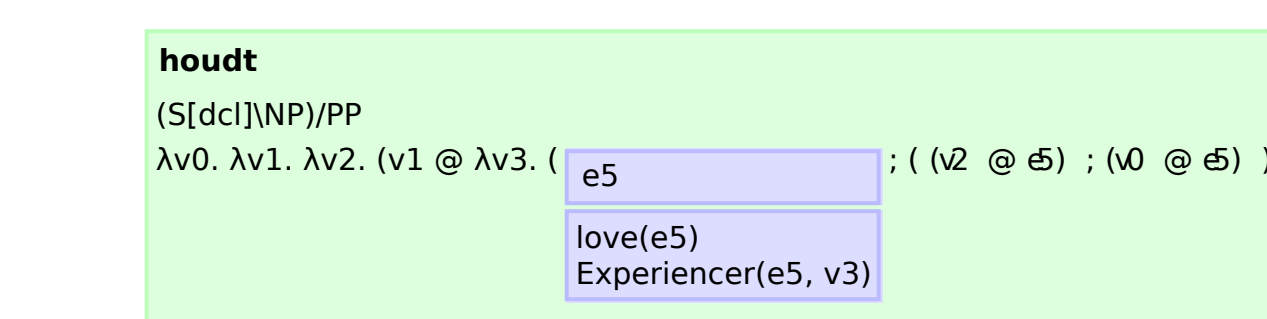 houdt
(S[dcl]\NP)/PP
λv0. λv1. λv2. (v1 @ λv3. ( e5 ; ( (v2 @ e5) ; (v0 @ e5) )
love(e5)
Experiencer(e5, v3)